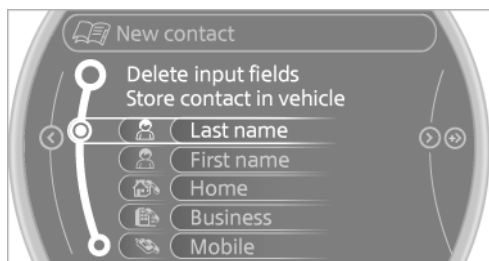 New contact
Delete input fields
Store contact in vehicle
Last name
First name
Home
Business
Mobile